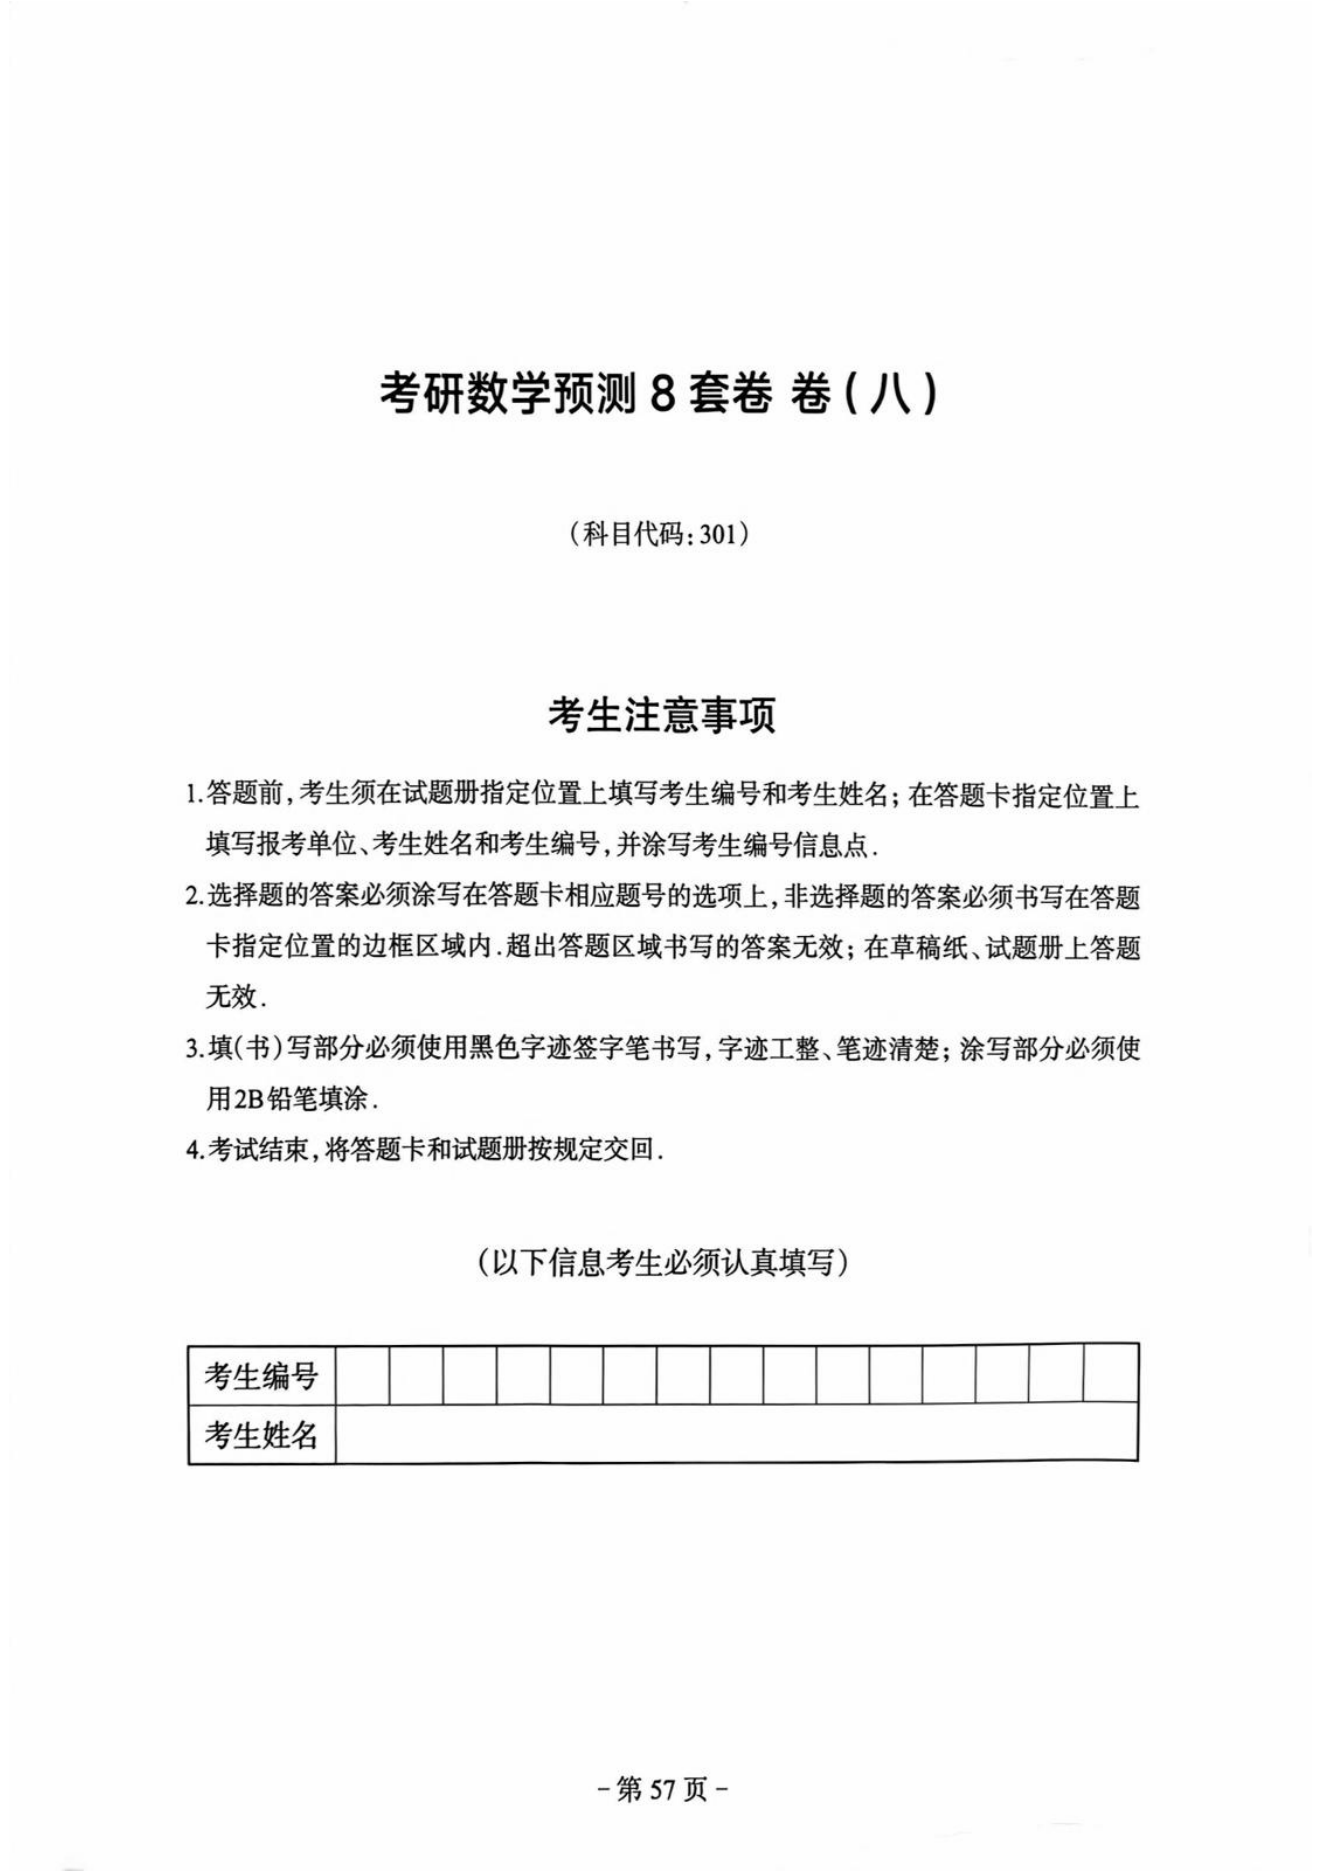 考研数学预测8套卷 卷(八)
(科目代码:301)
考生注意事项
1.答题前,考生须在试题册指定位置上填写考生编号和考生姓名;在答题卡指定位置上
填写报考单位、考生姓名和考生编号,并涂写考生编号信息点.
2.选择题的答案必须涂写在答题卡相应题号的选项上,非选择题的答案必须书写在答题
卡指定位置的边框区域内.超出答题区域书写的答案无效;在草稿纸、试题册上答题
无效.
3.填(书)写部分必须使用黑色字迹签字笔书写,字迹工整、笔迹清楚;涂写部分必须使
用2B铅笔填涂.
4.考试结束,将答题卡和试题册按规定交回.
(以下信息考生必须认真填写)
考生编号
考生姓名
-第57页-